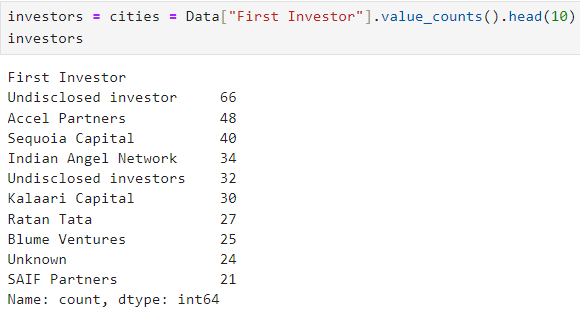 investors = cities = Data["First Investor"].value_counts().head(10)
investors
First Investor
Undisclosed investor     66
Accel Partners           48
Sequoia Capital          40
Indian Angel Network     34
Undisclosed investors    32
Kalaari Capital          30
Ratan Tata               27
Blume Ventures           25
Unknown                  24
SAIF Partners            21
Name: count, dtype: int64